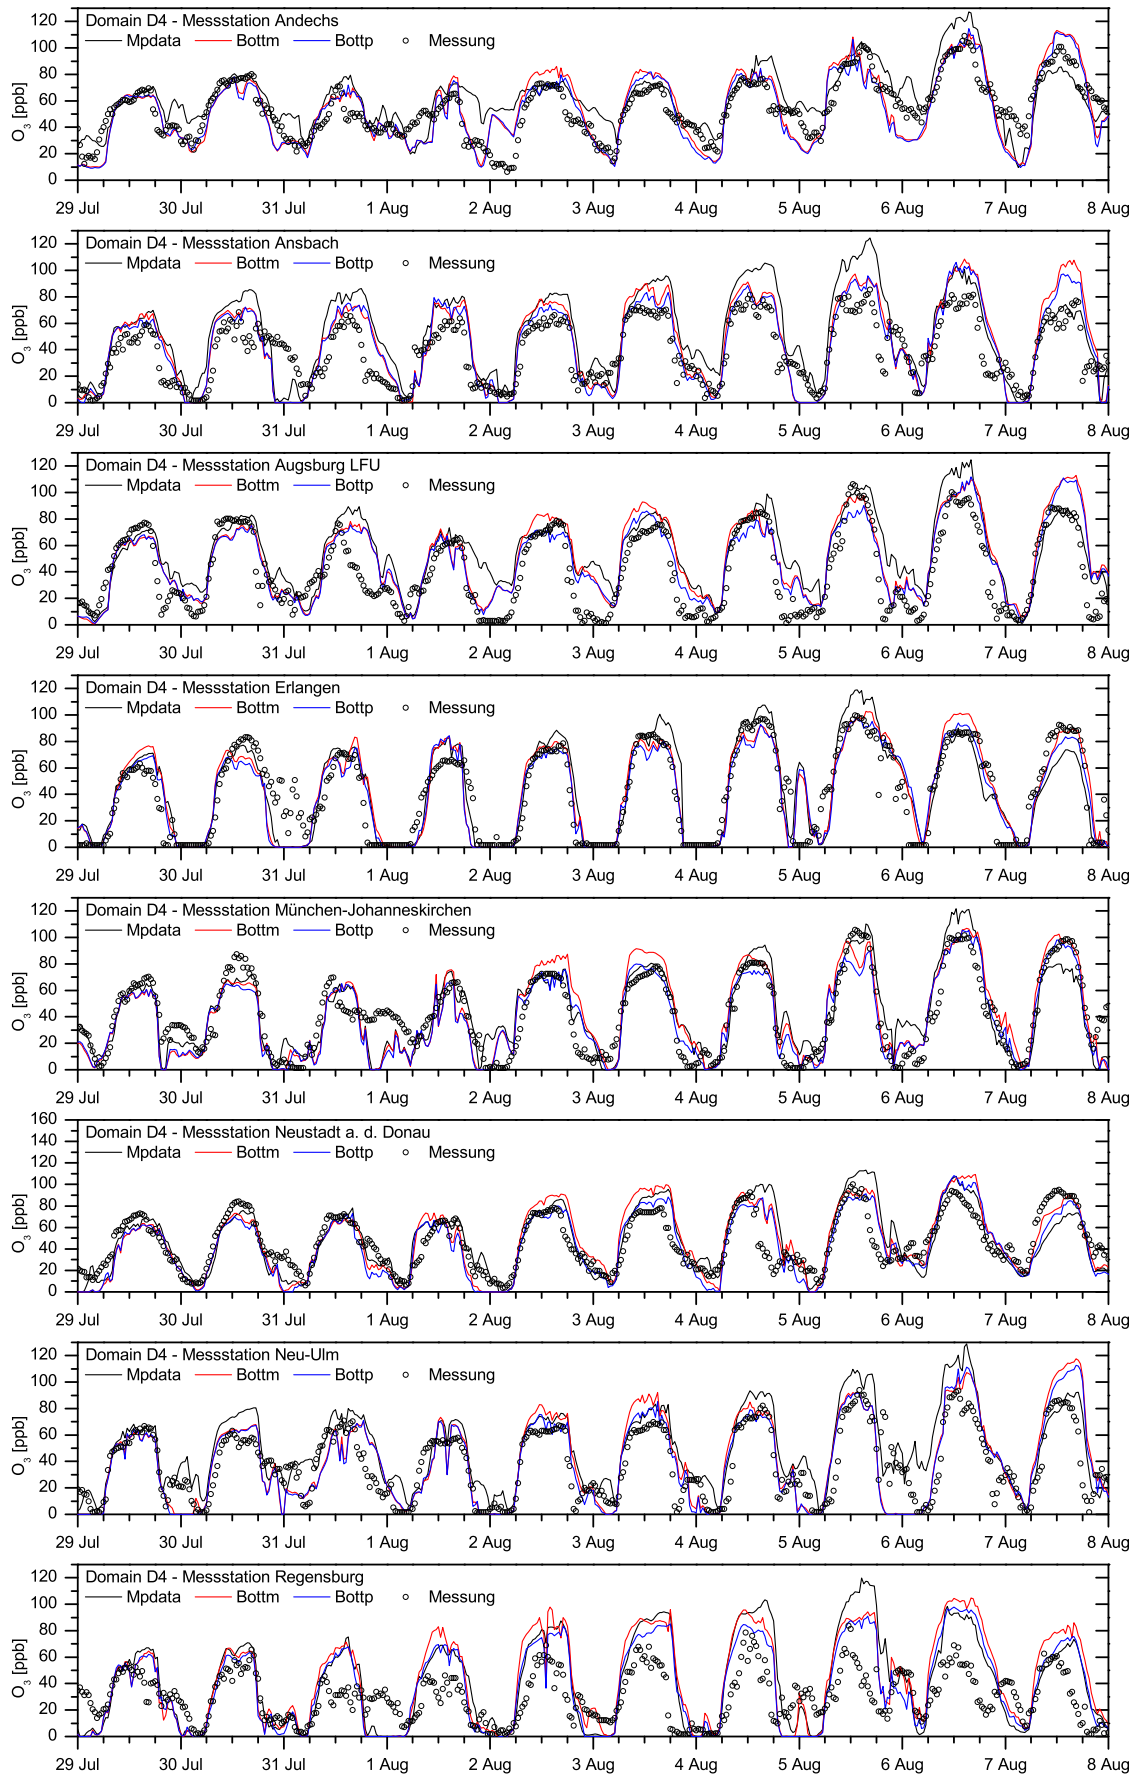 Domain D4 - Messstation Andechs
Mpdata Bottm Bottp Messung
O3 [ppb]
120
100
80
60
40
20
0
29 Jul 30 Jul 31 Jul 1 Aug 2 Aug 3 Aug 4 Aug 5 Aug 6 Aug 7 Aug 8 Aug
Domain D4 - Messstation Ansbach
Mpdata Bottm Bottp Messung
O3 [ppb]
120
100
80
60
40
20
0
29 Jul 30 Jul 31 Jul 1 Aug 2 Aug 3 Aug 4 Aug 5 Aug 6 Aug 7 Aug 8 Aug
Domain D4 - Messstation Augsburg LFU
Mpdata Bottm Bottp Messung
O3 [ppb]
120
100
80
60
40
20
0
29 Jul 30 Jul 31 Jul 1 Aug 2 Aug 3 Aug 4 Aug 5 Aug 6 Aug 7 Aug 8 Aug
Domain D4 - Messstation Erlangen
Mpdata Bottm Bottp Messung
O3 [ppb]
120
100
80
60
40
20
0
29 Jul 30 Jul 31 Jul 1 Aug 2 Aug 3 Aug 4 Aug 5 Aug 6 Aug 7 Aug 8 Aug
Domain D4 - Messstation München-Johanneskirchen
Mpdata Bottm Bottp Messung
O3 [ppb]
120
100
80
60
40
20
0
29 Jul 30 Jul 31 Jul 1 Aug 2 Aug 3 Aug 4 Aug 5 Aug 6 Aug 7 Aug 8 Aug
Domain D4 - Messstation Neustadt a. d. Donau
Mpdata Bottm Bottp Messung
O3 [ppb]
160
140
120
100
80
60
40
20
0
29 Jul 30 Jul 31 Jul 1 Aug 2 Aug 3 Aug 4 Aug 5 Aug 6 Aug 7 Aug 8 Aug
Domain D4 - Messstation Neu-Ulm
Mpdata Bottm Bottp Messung
O3 [ppb]
120
100
80
60
40
20
0
29 Jul 30 Jul 31 Jul 1 Aug 2 Aug 3 Aug 4 Aug 5 Aug 6 Aug 7 Aug 8 Aug
Domain D4 - Messstation Regensburg
Mpdata Bottm Bottp Messung
O3 [ppb]
120
100
80
60
40
20
0
29 Jul 30 Jul 31 Jul 1 Aug 2 Aug 3 Aug 4 Aug 5 Aug 6 Aug 7 Aug 8 Aug